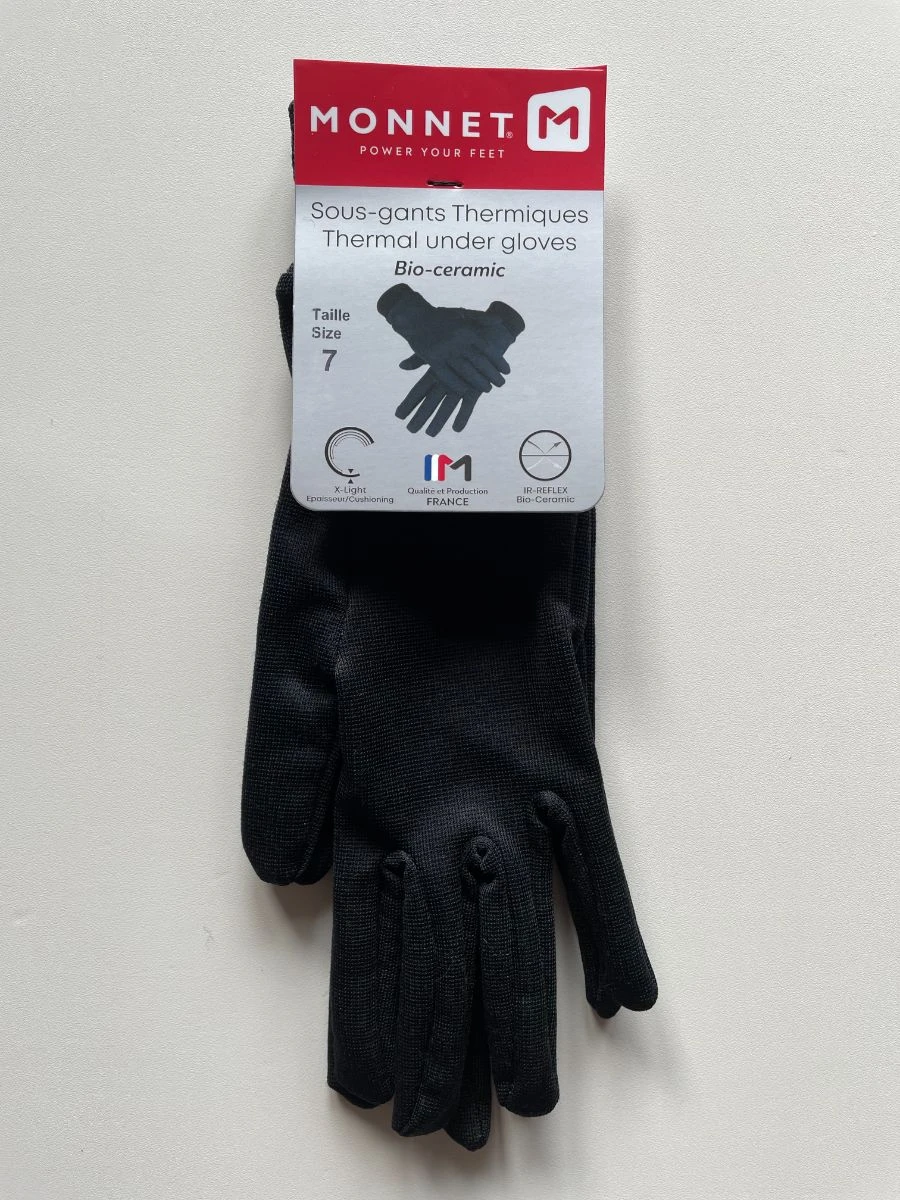 MONNET®
POWER YOUR FEET
Sous-gants Thermiques
Thermal under gloves
Bio-ceramic
Taille
Size
7
X-Light
Epaisseur/Cushioning
Qualité et Production
FRANCE
IR-REFLEX
Bio-Ceramic